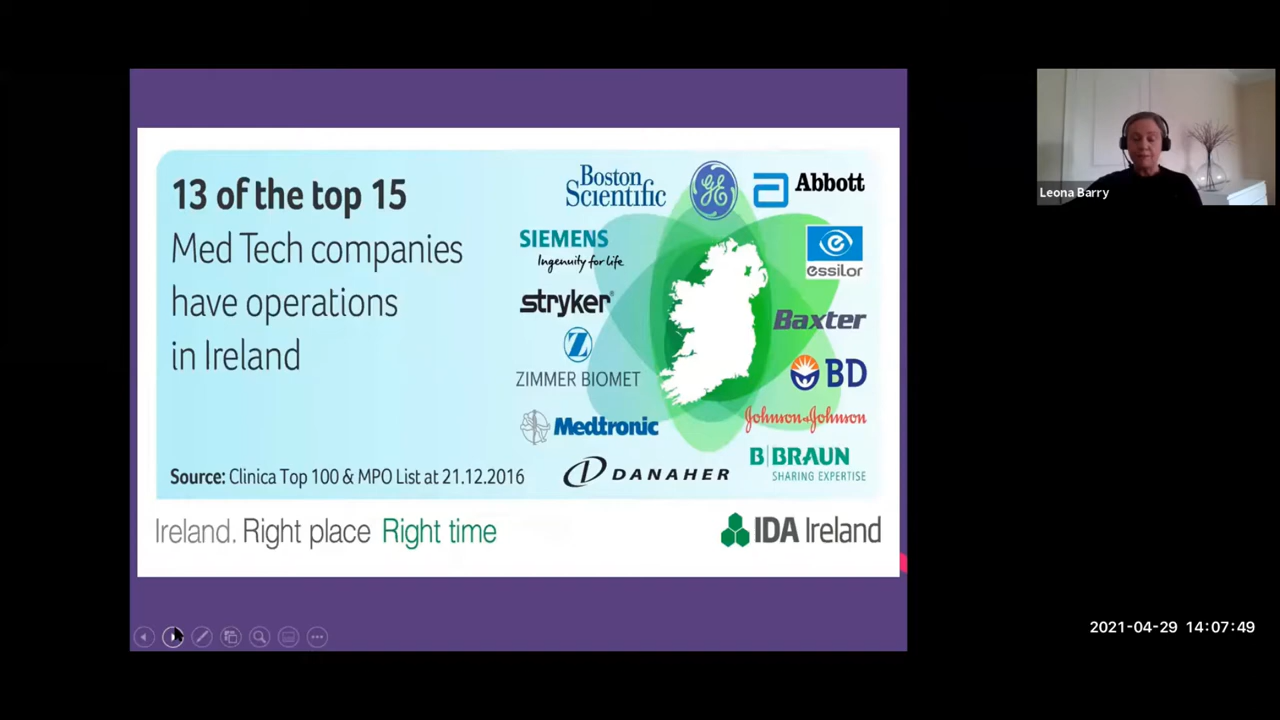 13 of the top 15
Med Tech companies
have operations
in Ireland
Source: Clinica Top 100 & MPO List at 21.12.2016
Boston
Scientific
GE
Abbott
SIEMENS
Ingenuity for life
essilor
stryker®
Baxter
Z
ZIMMER BIOMET
BD
Medtronic
Johnson & Johnson
DANAHER
B|BRAUN
SHARING EXPERTISE
Ireland. Right place Right time
IDA Ireland
Leona Barry
2021-04-29 14:07:49